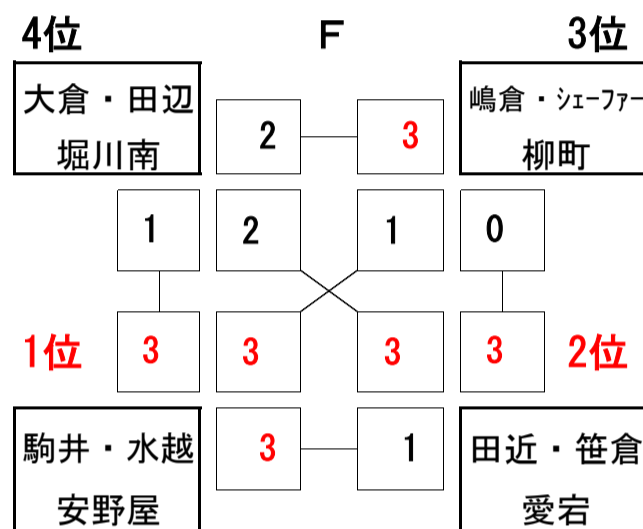 4位 F 3位
大倉・田辺
堀川南
嶋倉・ｼｪｰﾌｧｰ
柳町
2 3
1 2 1 0
1位 3 3 3 3 2位
駒井・水越
安野屋
3 1
田近・笹倉
愛宕